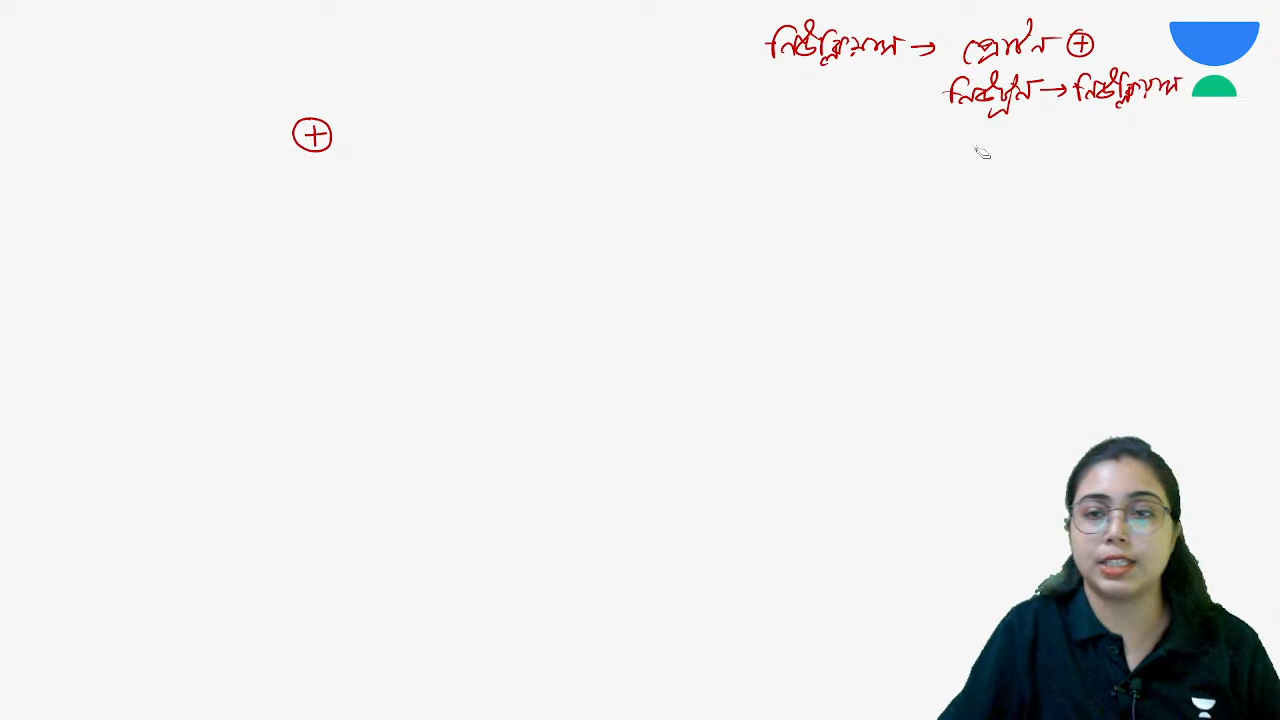 নিউক্লিয়াস → প্রোটন ⊕
নিউট্রন → নিউক্লিয়াস
⊕